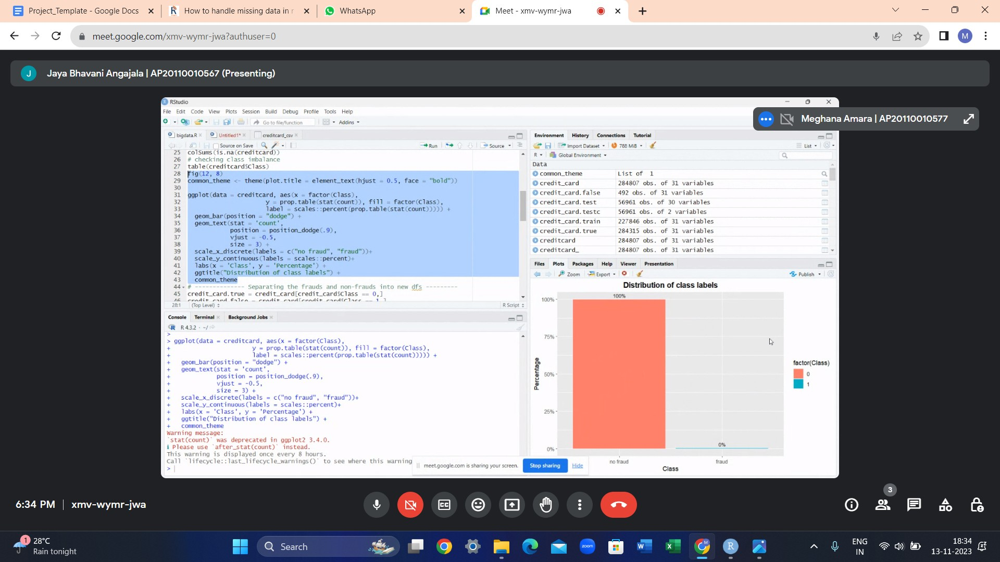 Project_Template - Google Docs
How to handle missing data in r
WhatsApp
Meet - xmv-wymr-jwa
meet.google.com/xmv-wymr-jwa?authuser=0
M
J
Jaya Bhavani Angajala | AP20110010567 (Presenting)
RStudio
File Edit Code View Plots Session Build Debug Profile Tools Help
Go to file/function
Addins
Meghana Amara | AP20110010577
bigdata.R
Untitled1*
creditcard_csv
Source on Save
Run
Source
25 colSums(is.na(creditcard))
26 # checking class imbalance
27 table(creditcard$Class)
28 fig(12, 8)
29 common_theme <- theme(plot.title = element_text(hjust = 0.5, face = "bold"))
30
31 ggplot(data = creditcard, aes(x = factor(Class),
32 y = prop.table(stat(count)), fill = factor(Class),
33 label = scales::percent(prop.table(stat(count))))) +
34 geom_bar(position = "dodge") +
35 geom_text(stat = 'count',
36 position = position_dodge(.9),
37 vjust = -0.5,
38 size = 3) +
39 scale_x_discrete(labels = c("no fraud", "fraud"))+
40 scale_y_continuous(labels = scales::percent)+
41 labs(x = 'Class', y = 'Percentage') +
42 ggtitle("Distribution of class labels") +
43 common_theme
44 # -------------- Separating the frauds and non-frauds into new dfs ---------
45 credit_card.true = credit_card[credit_card$Class == 0,]
46 credit_card.false = credit_card[credit_card$Class == 1,]
28:1 (Top Level) R Script
Console Terminal Background Jobs
R 4.3.2 · ~/
>
> ggplot(data = creditcard, aes(x = factor(Class),
+ y = prop.table(stat(count)), fill = factor(Class),
+ label = scales::percent(prop.table(stat(count))))) +
+ geom_bar(position = "dodge") +
+ geom_text(stat = 'count',
+ position = position_dodge(.9),
+ vjust = -0.5,
+ size = 3) +
+ scale_x_discrete(labels = c("no fraud", "fraud"))+
+ scale_y_continuous(labels = scales::percent)+
+ labs(x = 'Class', y = 'Percentage') +
+ ggtitle("Distribution of class labels") +
+ common_theme
Warning message:
`stat(count)` was deprecated in ggplot2 3.4.0.
ℹ Please use `after_stat(count)` instead.
This warning is displayed once every 8 hours.
Call `lifecycle::last_lifecycle_warnings()` to see where this warning
>
Environment History Connections Tutorial
Import Dataset
788 MiB
List
R
Global Environment
Data
common_theme List of 1
credit_card 284807 obs. of 31 variables
credit_card.false 492 obs. of 31 variables
credit_card.test 56961 obs. of 30 variables
credit_card.testc 56961 obs. of 2 variables
credit_card.train 227846 obs. of 31 variables
credit_card.true 284315 obs. of 31 variables
creditcard 284807 obs. of 31 variables
creditcard_ 284807 obs. of 31 variables
Files Plots Packages Help Viewer Presentation
Zoom
Export
Publish
Distribution of class labels
100%
100%
75%
50%
25%
0%
0%
Percentage
no fraud
fraud
Class
factor(Class)
0
1
meet.google.com is sharing your screen.
Stop sharing
Hide
6:34 PM
xmv-wymr-jwa
CC
3
1
28°C
Rain tonight
Search
zoom
W
X
M
R
ENG
IN
18:34
13-11-2023